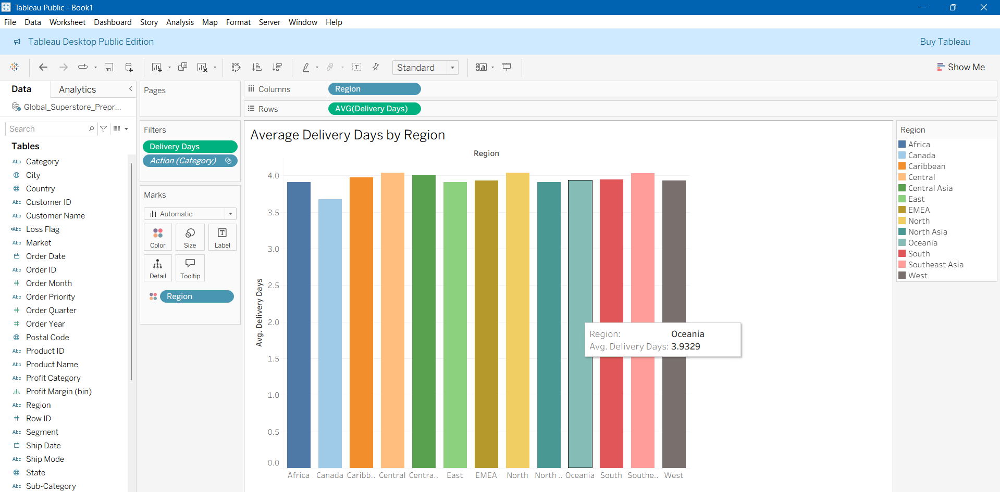 Tableau Public - Book1
File Data Worksheet Dashboard Story Analysis Map Format Server Window Help
Tableau Desktop Public Edition
Buy Tableau
Standard
Show Me
Data
Analytics
Global_Superstore_Prepr...
Search
Tables
Abc Category
City
Country
Abc Customer ID
Abc Customer Name
=Abc Loss Flag
Abc Market
Order Date
Abc Order ID
# Order Month
Abc Order Priority
# Order Quarter
# Order Year
Postal Code
Abc Product ID
Abc Product Name
Abc Profit Category
Profit Margin (bin)
Abc Region
# Row ID
Abc Segment
Ship Date
Abc Ship Mode
State
Abc Sub-Category
Pages
Filters
Delivery Days
Action (Category)
Marks
Automatic
Color
Size
Label
Detail
Tooltip
Region
Columns
Region
Rows
AVG(Delivery Days)
Average Delivery Days by Region
Region
Avg. Delivery Days
4.0
3.5
3.0
2.5
2.0
1.5
1.0
0.5
0.0
Africa Canada Caribb.. Central Centra.. East EMEA North North .. Oceania South Southe.. West
Region: Oceania
Avg. Delivery Days: 3.9329
Region
Africa
Canada
Caribbean
Central
Central Asia
East
EMEA
North
North Asia
Oceania
South
Southeast Asia
West